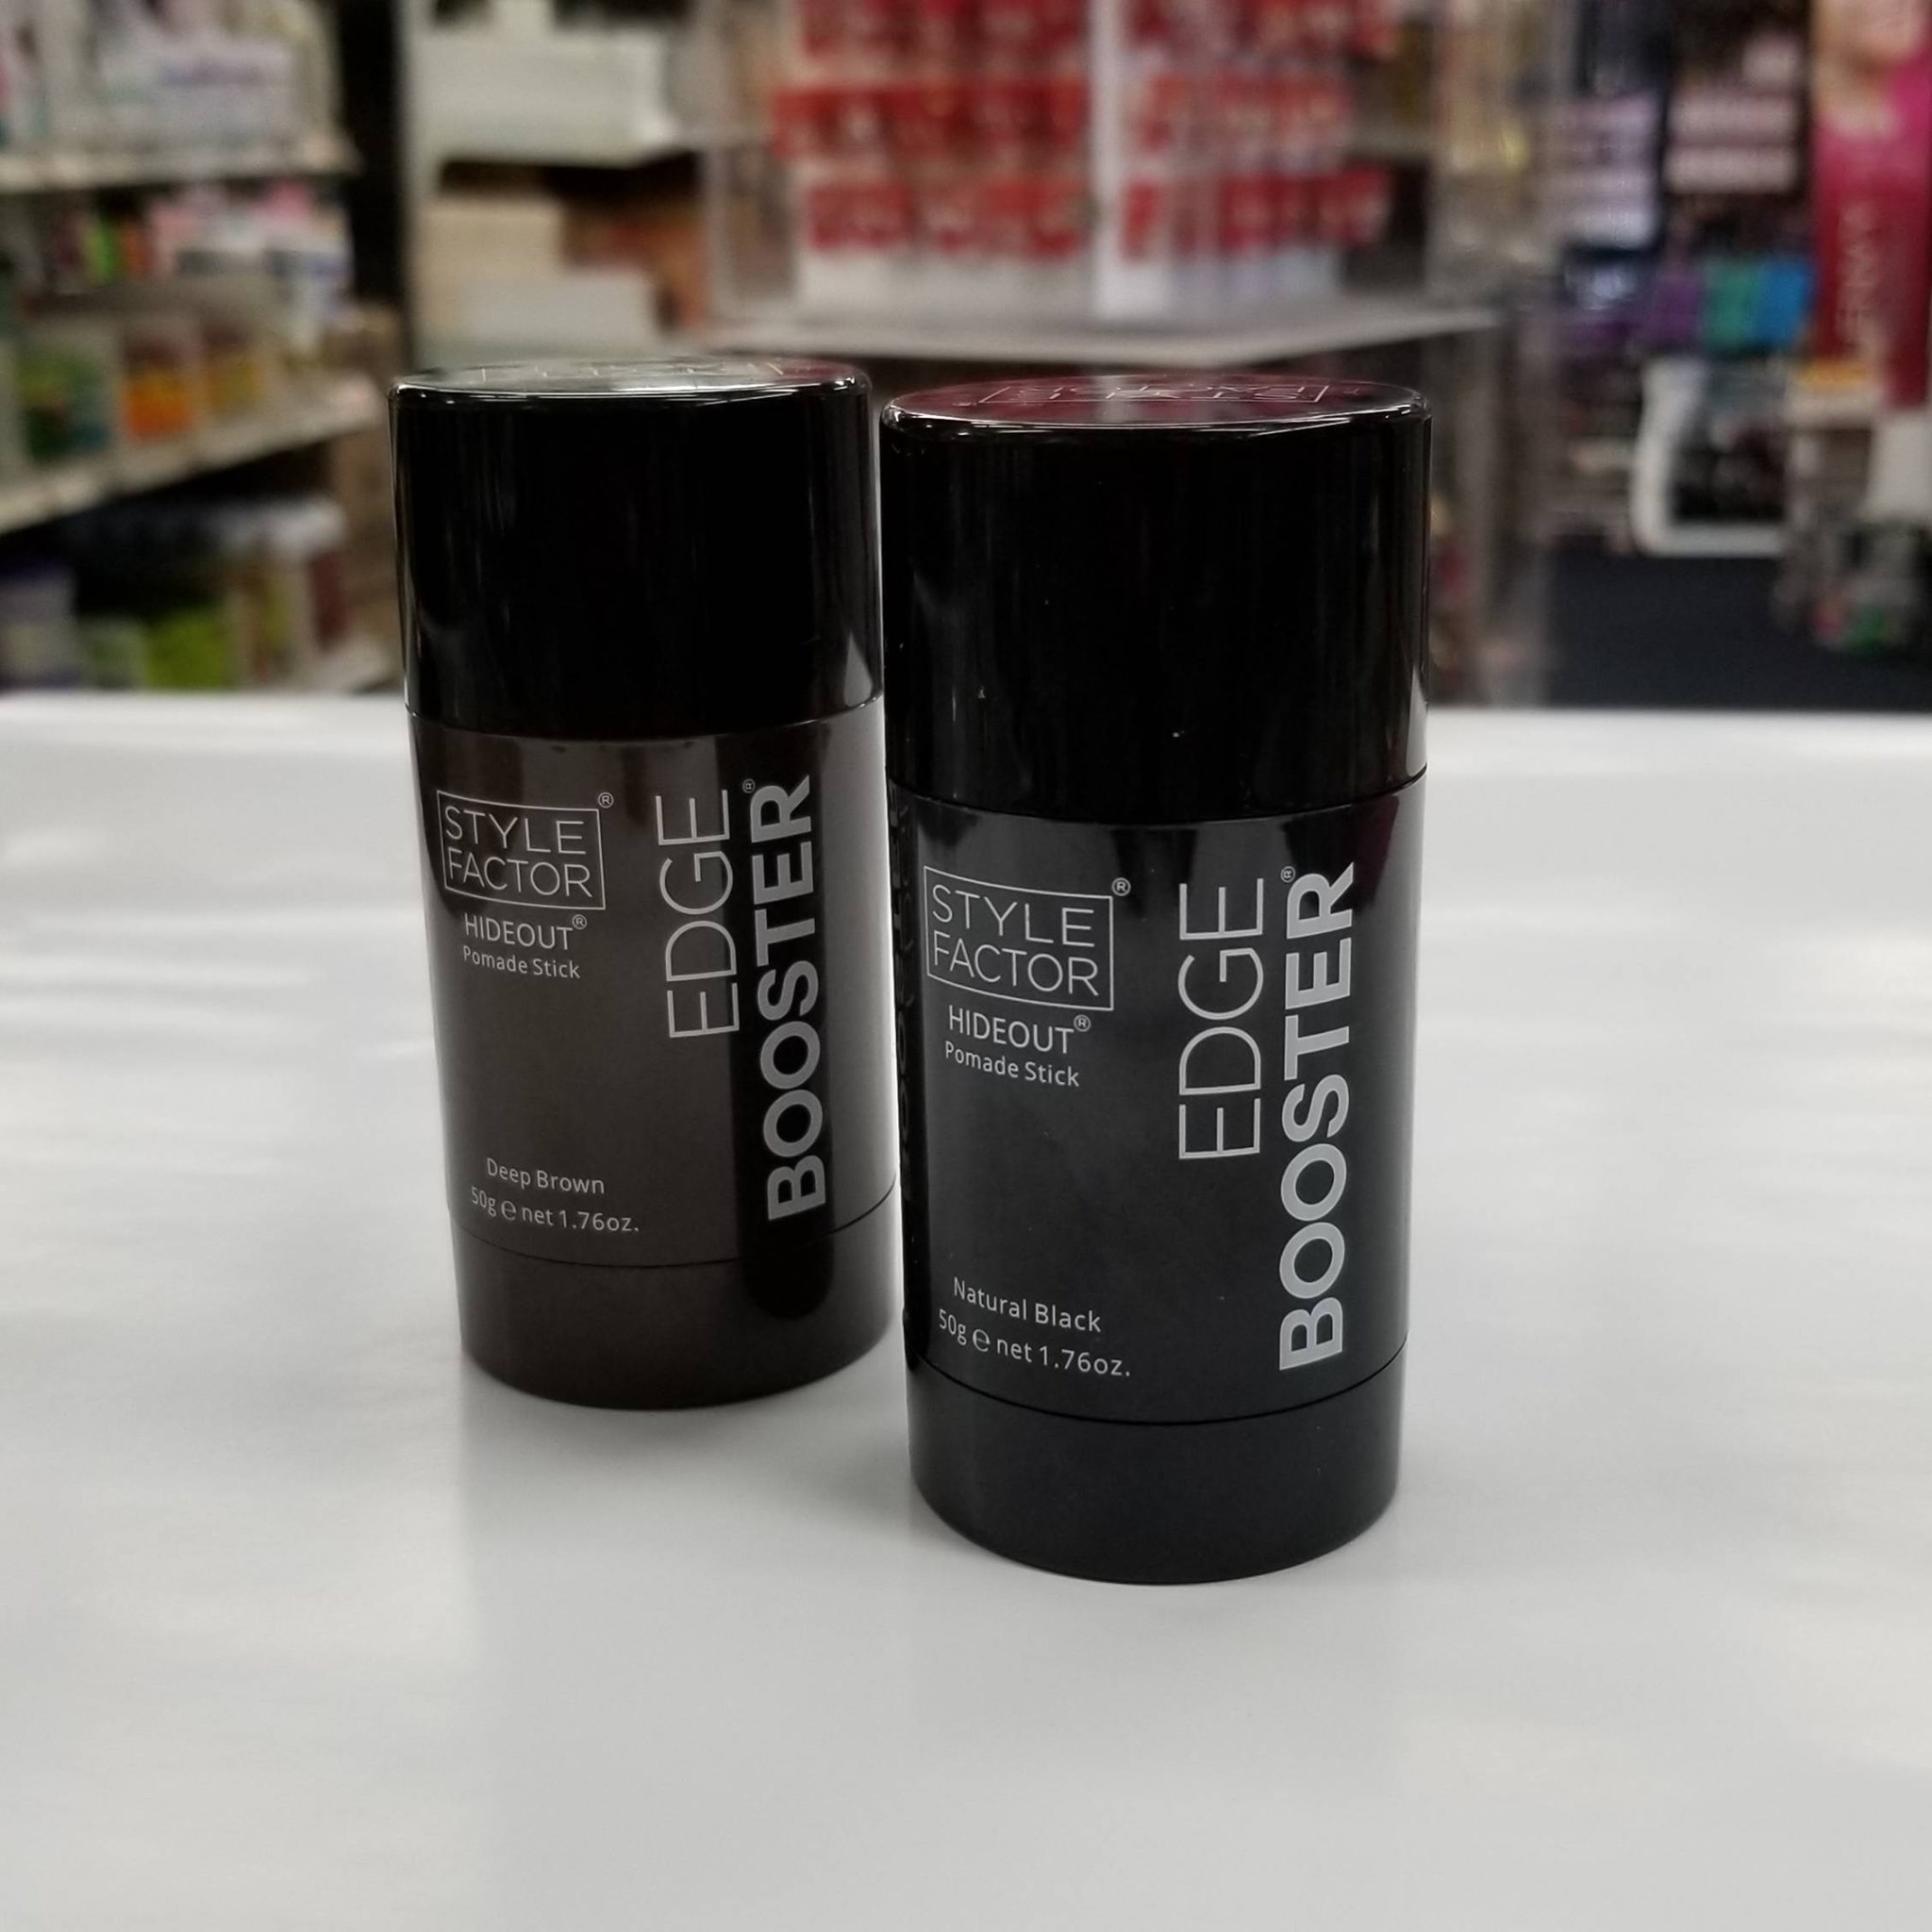 STYLE
FACTOR®
HIDEOUT®
Pomade Stick
EDGE
BOOSTER®
Deep Brown
50g ℮ net 1.76oz.
STYLE
FACTOR®
HIDEOUT®
Pomade Stick
EDGE
BOOSTER®
Natural Black
50g ℮ net 1.76oz.